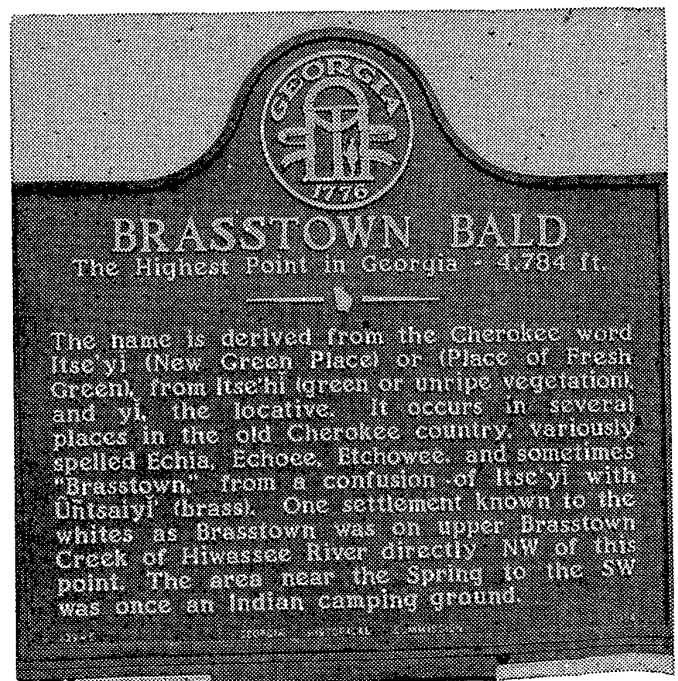 GEORGIA
1776
BRASSTOWN BALD
The Highest Point in Georgia - 4,784 ft.
The name is derived from the Cherokee word
Itse'yi (New Green Place) or (Place of Fresh
Green), from Itse'hi (green or unripe vegetation),
and yi, the locative. It occurs in several
places in the old Cherokee country, variously
spelled Echia, Echoee, Etchowee, and sometimes
"Brasstown," from a confusion of Itse'yi with
Ûñtsaiyi' (brass). One settlement known to the
whites as Brasstown was on upper Brasstown
Creek of Hiwassee River directly NW of this
point. The area near the Spring to the SW
was once an Indian camping ground.
GEORGIA HISTORICAL COMMISSION